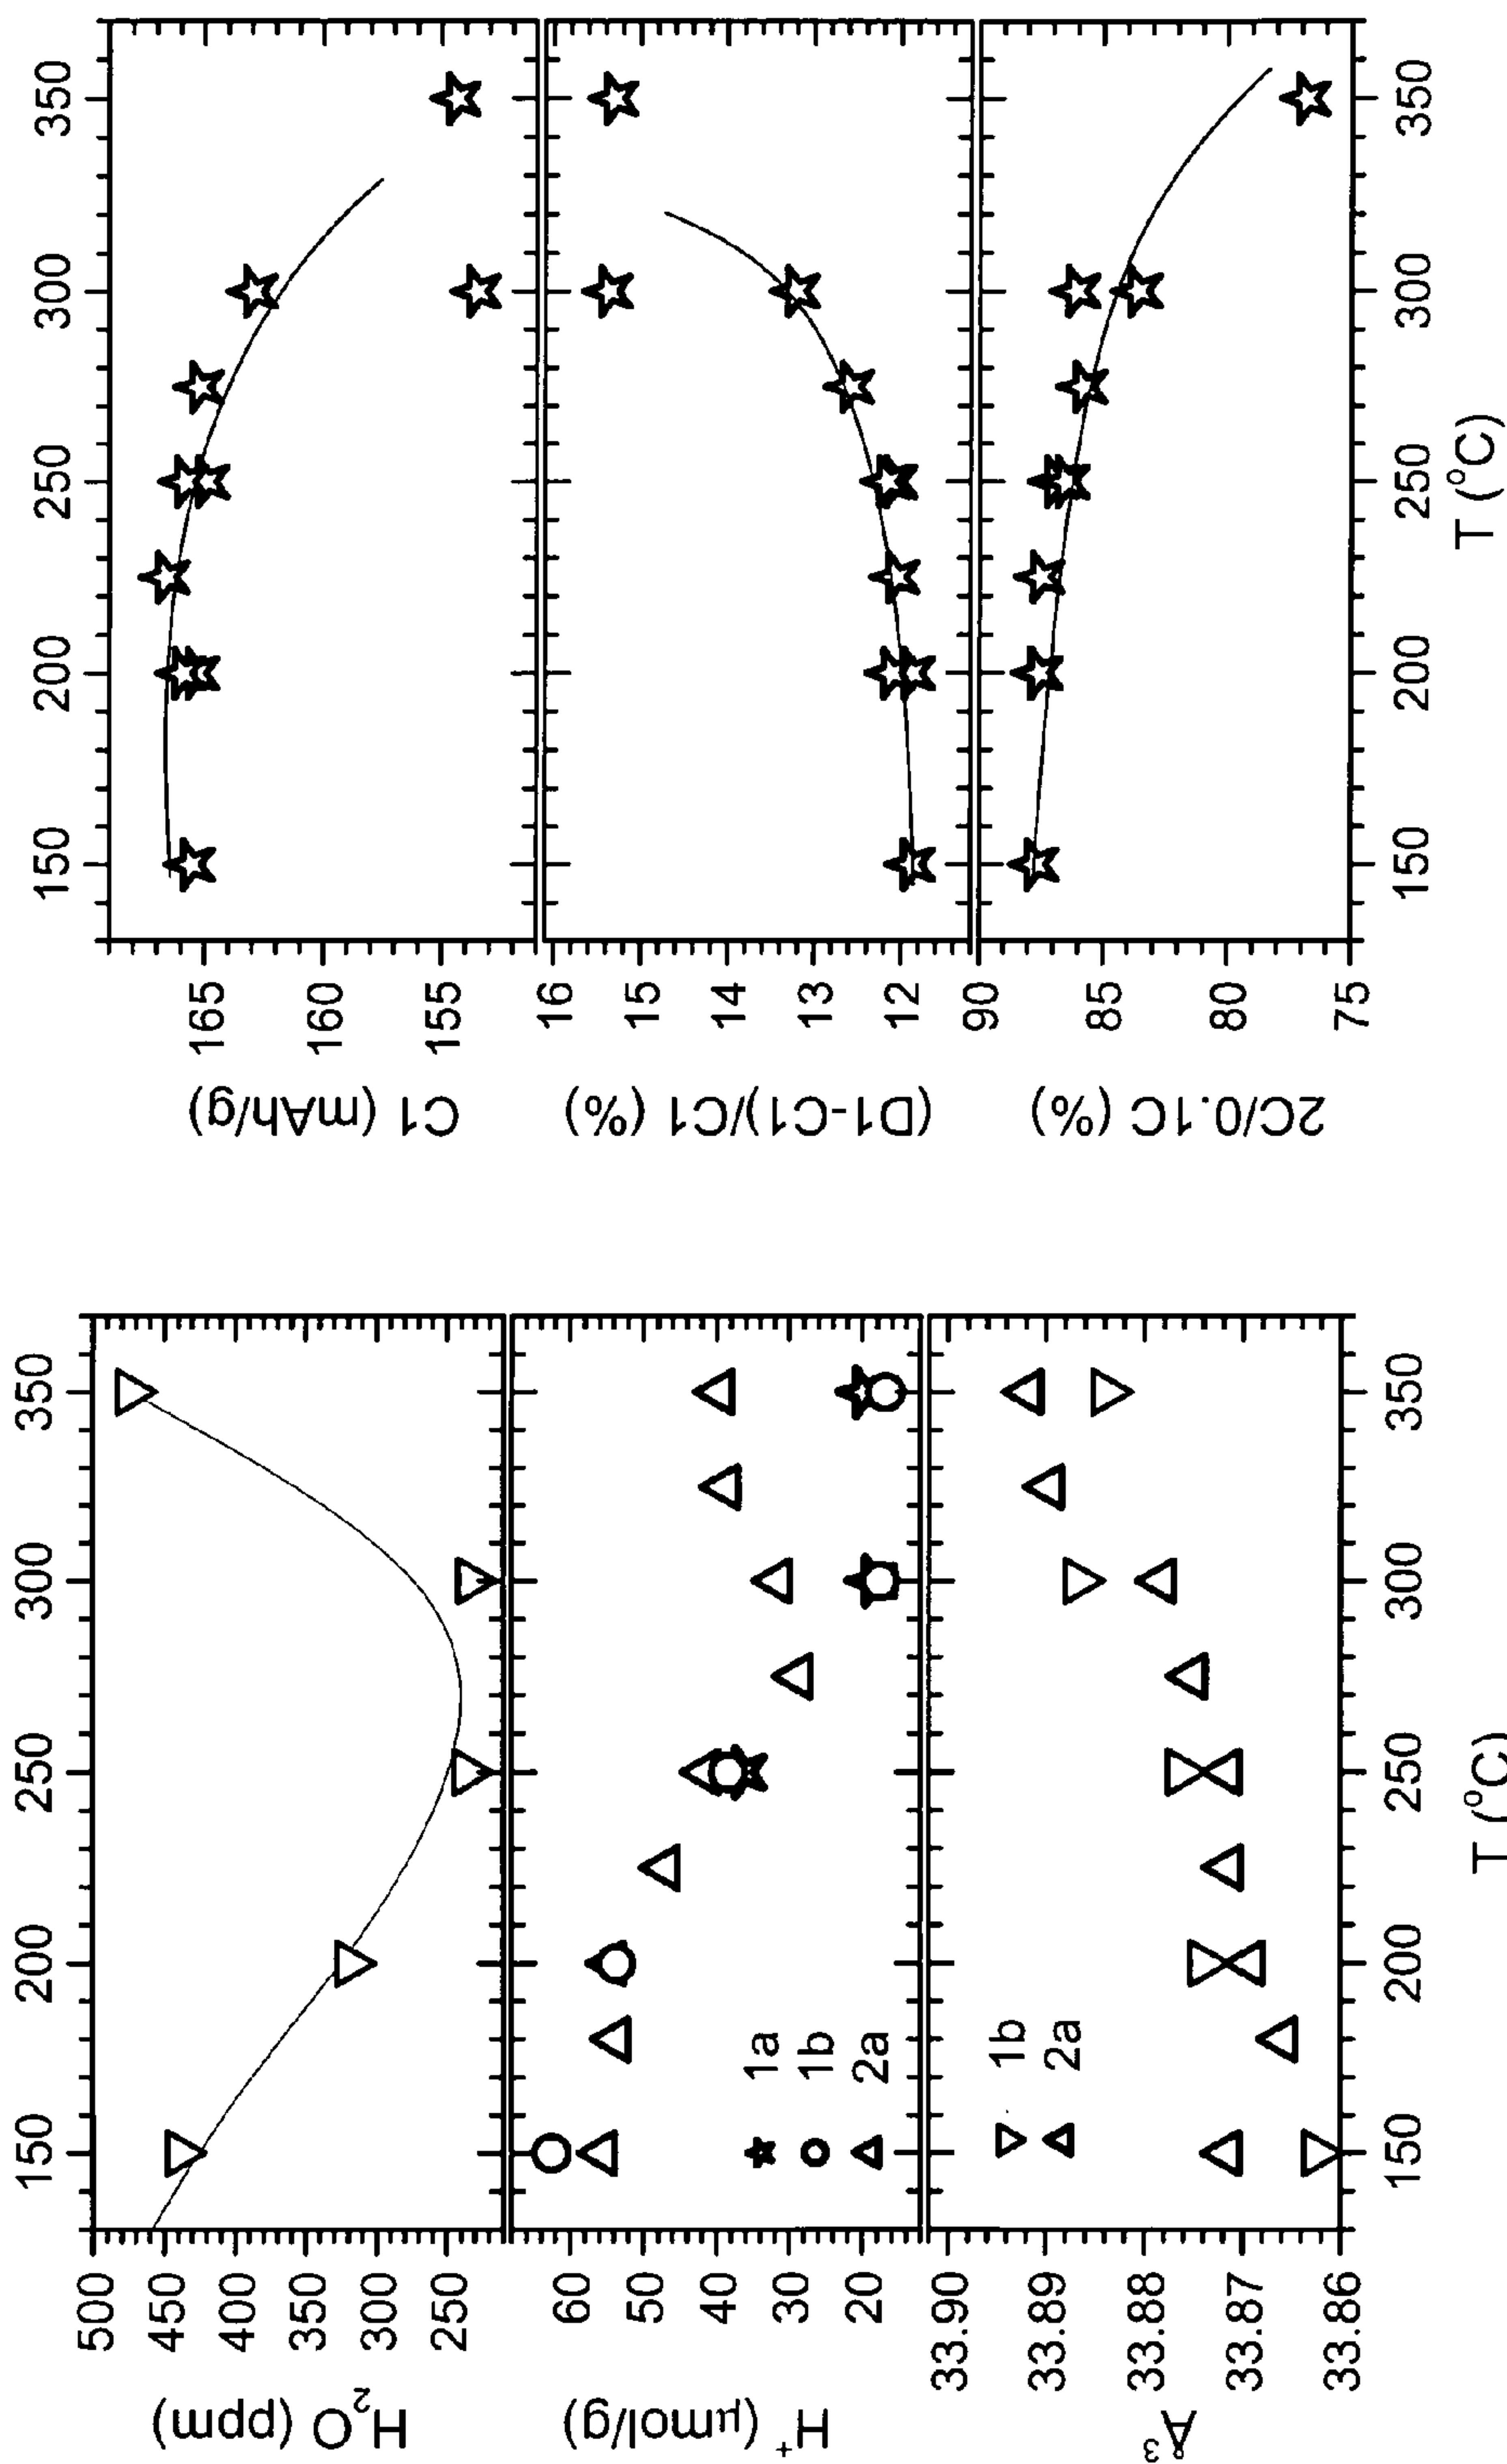 150 200 250 300 350
H₂O (ppm)
500
450
400
350
300
250
H⁺ (μmol/g)
60
50
40
30
20
1a
1b
2a
Å³
33.90
33.89
33.88
33.87
33.86
1b
2a
150 200 250 300 350
T (°C)
150 200 250 300 350
C1 (mAh/g)
165
160
155
(D1-C1)/C1 (%)
16
15
14
13
12
2C/0.1C (%)
90
85
80
75
150 200 250 300 350
T (°C)